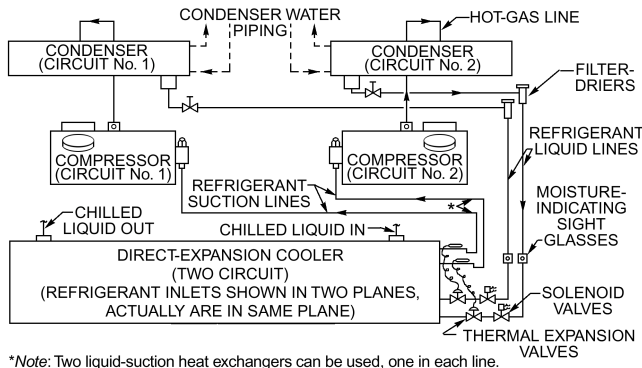 CONDENSER WATER
PIPING
HOT-GAS LINE
CONDENSER
(CIRCUIT No. 1)
CONDENSER
(CIRCUIT No. 2)
FILTER-
DRIERS
COMPRESSOR
(CIRCUIT No. 1)
COMPRESSOR
(CIRCUIT No. 2)
REFRIGERANT
LIQUID LINES
REFRIGERANT
SUCTION LINES
*
MOISTURE-
INDICATING
SIGHT
GLASSES
CHILLED
LIQUID OUT
CHILLED LIQUID IN
DIRECT-EXPANSION COOLER
(TWO CIRCUIT)
(REFRIGERANT INLETS SHOWN IN TWO PLANES,
ACTUALLY ARE IN SAME PLANE)
SOLENOID
VALVES
THERMAL EXPANSION
VALVES
*Note: Two liquid-suction heat exchangers can be used, one in each line.